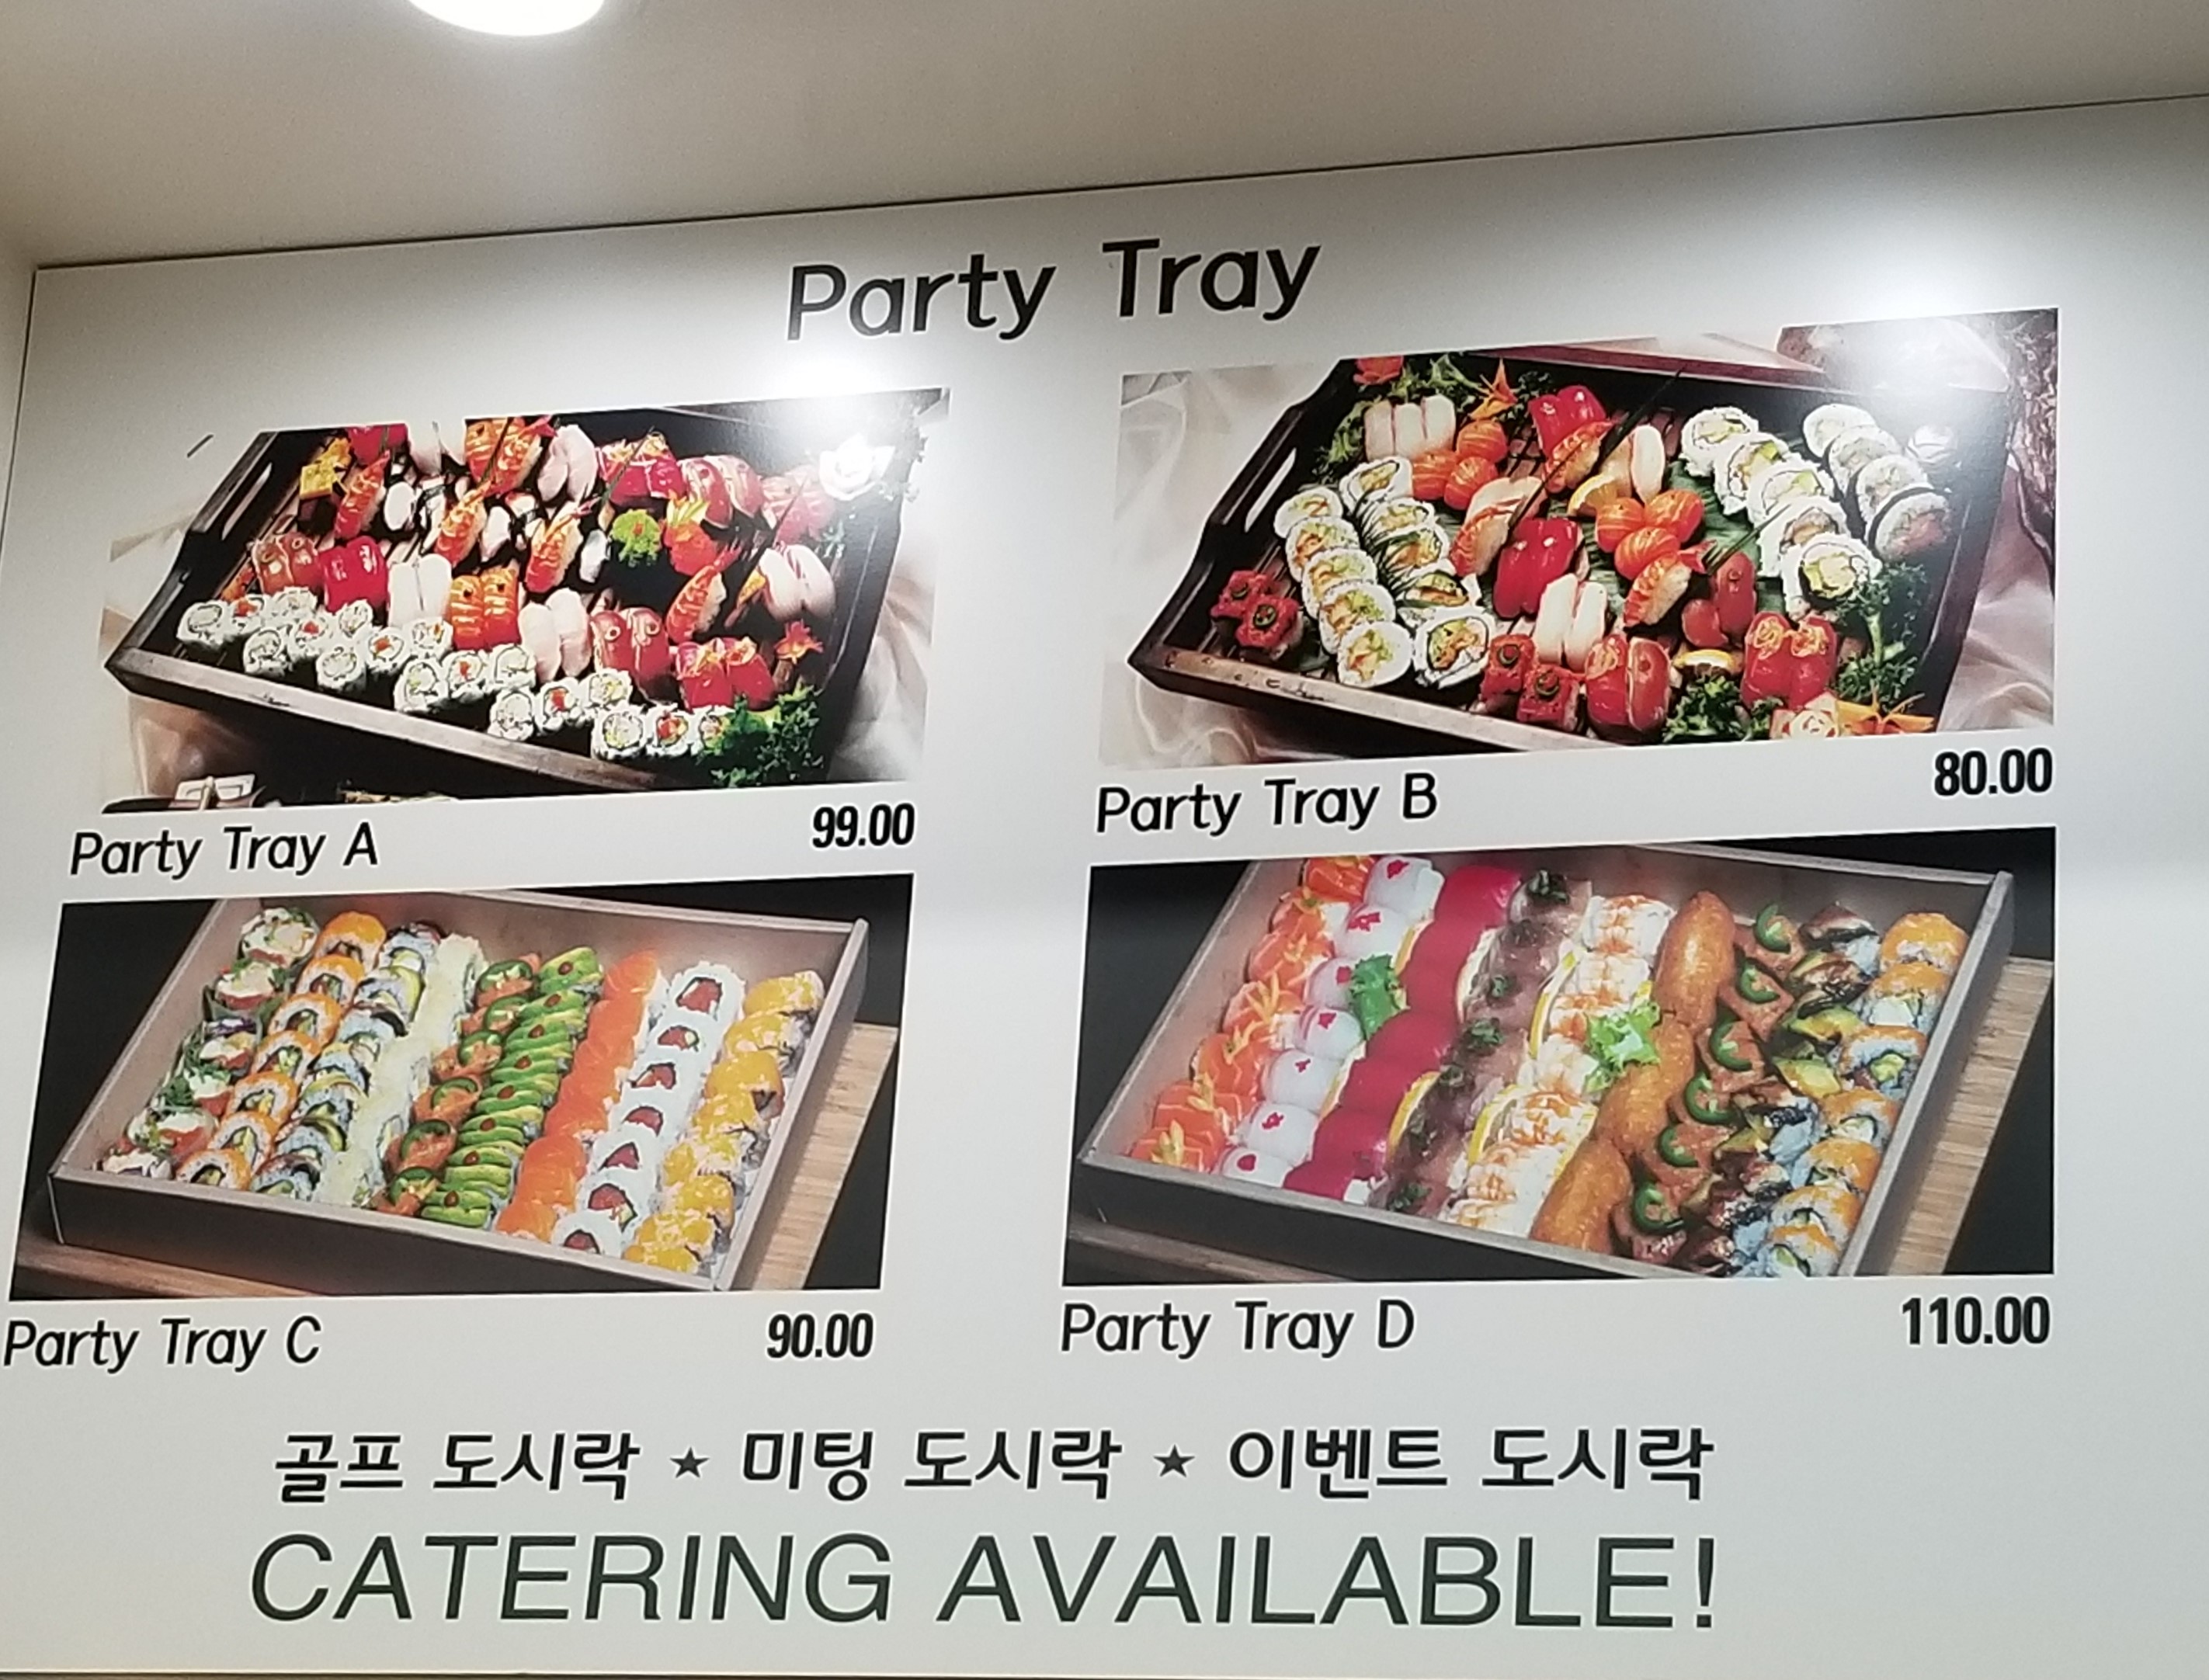 Party Tray
Party Tray A 99.00
Party Tray B 80.00
Party Tray C 90.00
Party Tray D 110.00
골프 도시락 ★ 미팅 도시락 ★ 이벤트 도시락
CATERING AVAILABLE!